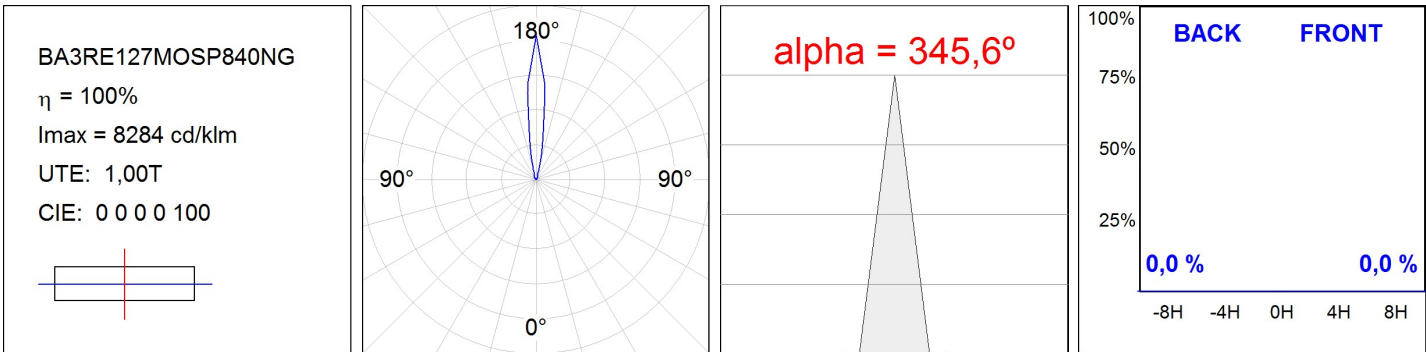 BA3RE127MOSP840NG
η = 100%
Imax = 8284 cd/klm
UTE: 1,00T
CIE: 0 0 0 0 100
180°
90°
90°
0°
alpha = 345,6º
100%
BACK
FRONT
75%
50%
25%
0,0 %
0,0 %
-8H
-4H
0H
4H
8H